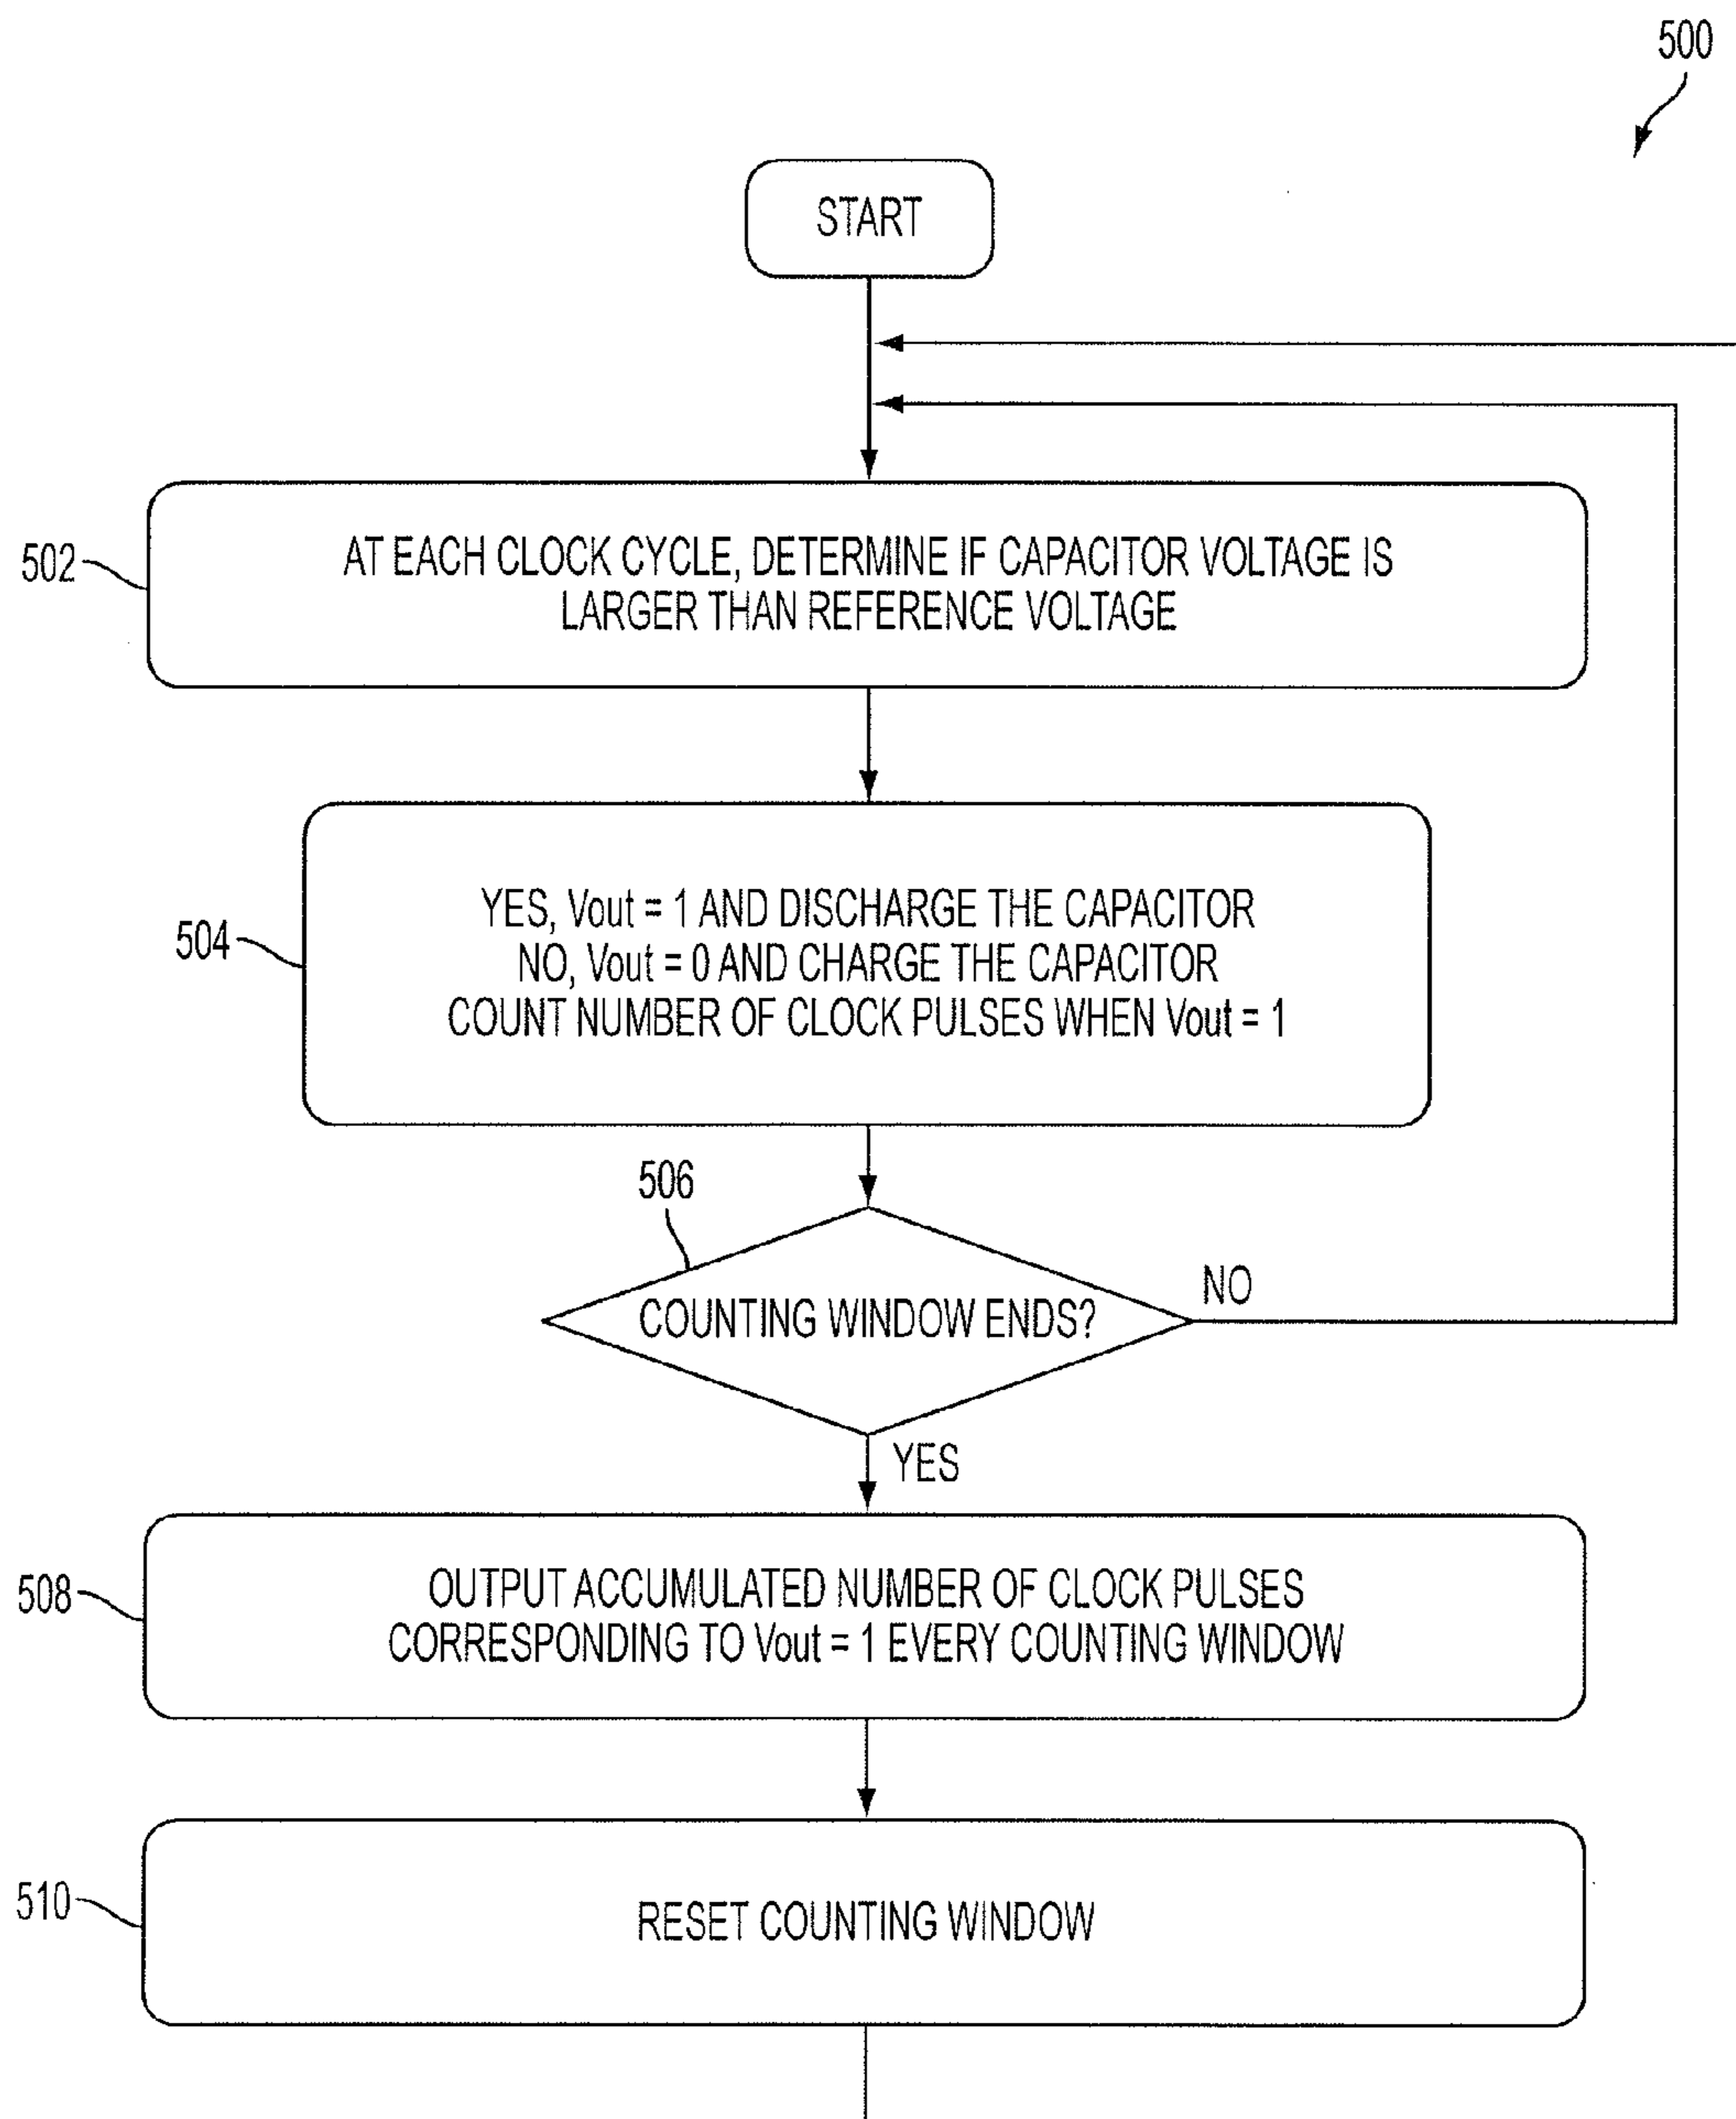 500
START
502
AT EACH CLOCK CYCLE, DETERMINE IF CAPACITOR VOLTAGE IS
LARGER THAN REFERENCE VOLTAGE
504
YES, Vout = 1 AND DISCHARGE THE CAPACITOR
NO, Vout = 0 AND CHARGE THE CAPACITOR
COUNT NUMBER OF CLOCK PULSES WHEN Vout = 1
506
COUNTING WINDOW ENDS?
NO
YES
508
OUTPUT ACCUMULATED NUMBER OF CLOCK PULSES
CORRESPONDING TO Vout = 1 EVERY COUNTING WINDOW
510
RESET COUNTING WINDOW